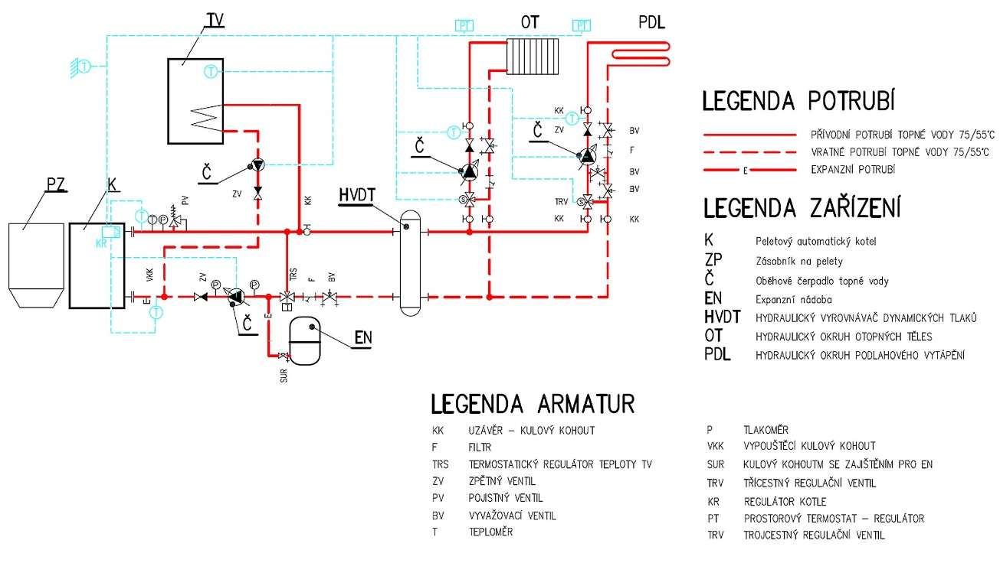 TV
PT
OT
PT
PDL
T
T
KK
T
T
Č
ZV
BV
Č
F
Č
BV
PZ
K
ZV
PV
KK
HVDT
BV
T
T
P
S
TRV
S
KR
KK
KK
VKK
ZV
P
P
TRS
F
BV
E
T
T
E
Č
EN
SUR
LEGENDA POTRUBÍ
PŘÍVODNÍ POTRUBÍ TOPNÉ VODY 75/55°C
VRATNÉ POTRUBÍ TOPNÉ VODY 75/55°C
E EXPANZNÍ POTRUBÍ
LEGENDA ZAŘÍZENÍ
K Peletový automatický kotel
ZP Zásobník na pelety
Č Oběhové čerpadlo topné vody
EN Expanzní nádoba
HVDT HYDRAULICKÝ VYROVNÁVAČ DYNAMICKÝCH TLAKŮ
OT HYDRAULICKÝ OKRUH OTOPNÝCH TĚLES
PDL HYDRAULICKÝ OKRUH PODLAHOVÉHO VYTÁPĚNÍ
LEGENDA ARMATUR
KK UZÁVĚR – KULOVÝ KOHOUT
F FILTR
TRS TERMOSTATICKÝ REGULÁTOR TEPLOTY TV
ZV ZPĚTNÝ VENTIL
PV POJISTNÝ VENTIL
BV VYVAŽOVACÍ VENTIL
T TEPLOMĚR
P TLAKOMĚR
VKK VYPOUŠTĚCÍ KULOVÝ KOHOUT
SUR KULOVÝ KOHOUTM SE ZAJIŠTĚNÍM PRO EN
TRV TŘÍCESTNÝ REGULAČNÍ VENTIL
KR REGULÁTOR KOTLE
PT PROSTOROVÝ TERMOSTAT – REGULÁTOR
TRV TROJCESTNÝ REGULAČNÍ VENTIL